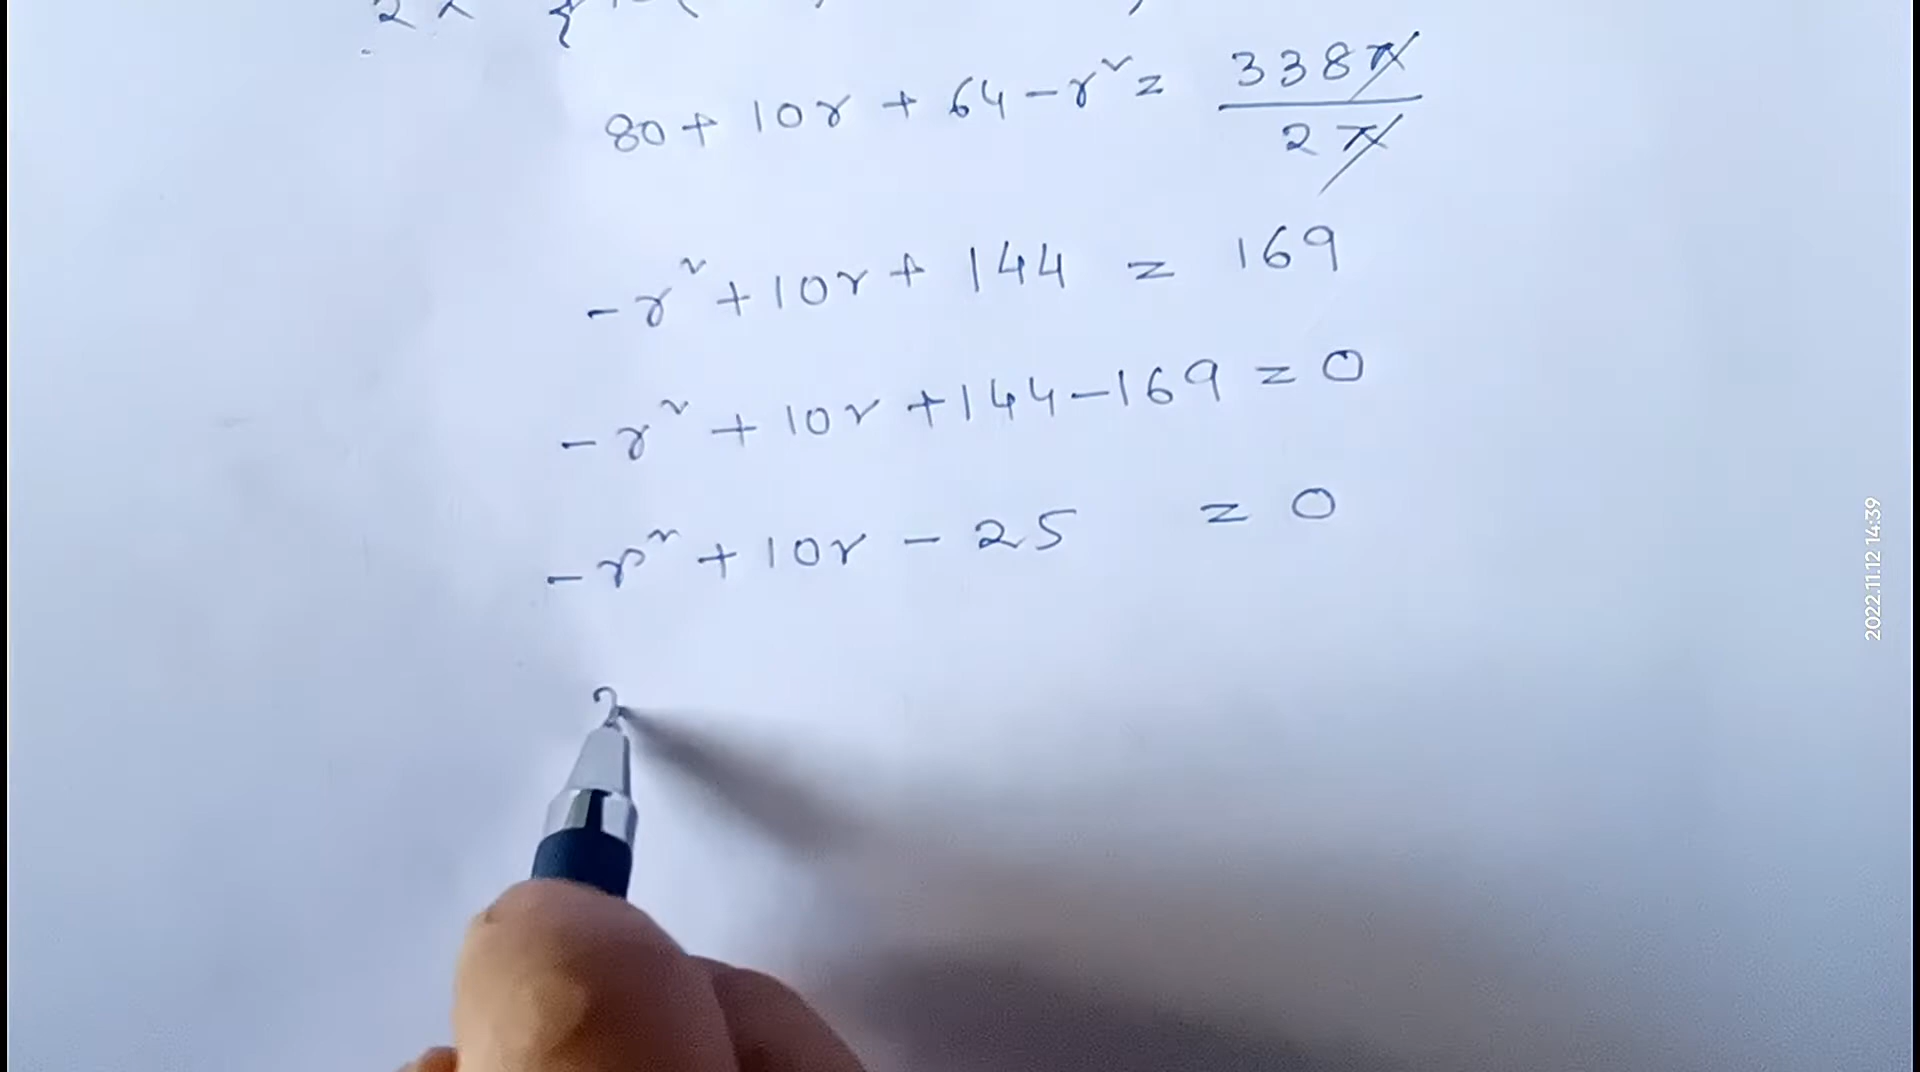 80 + 10r + 64 - r² = 338π / 2π
-r² + 10r + 144 = 169
-r² + 10r + 144 - 169 = 0
-r² + 10r - 25 = 0
2022.11.12 14:39